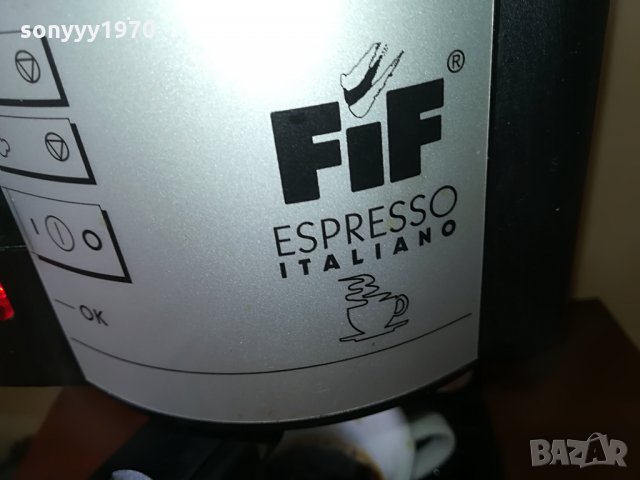 sonyyy1970
®
FiF
ESPRESSO
ITALIANO
I O
OK
BAZAR